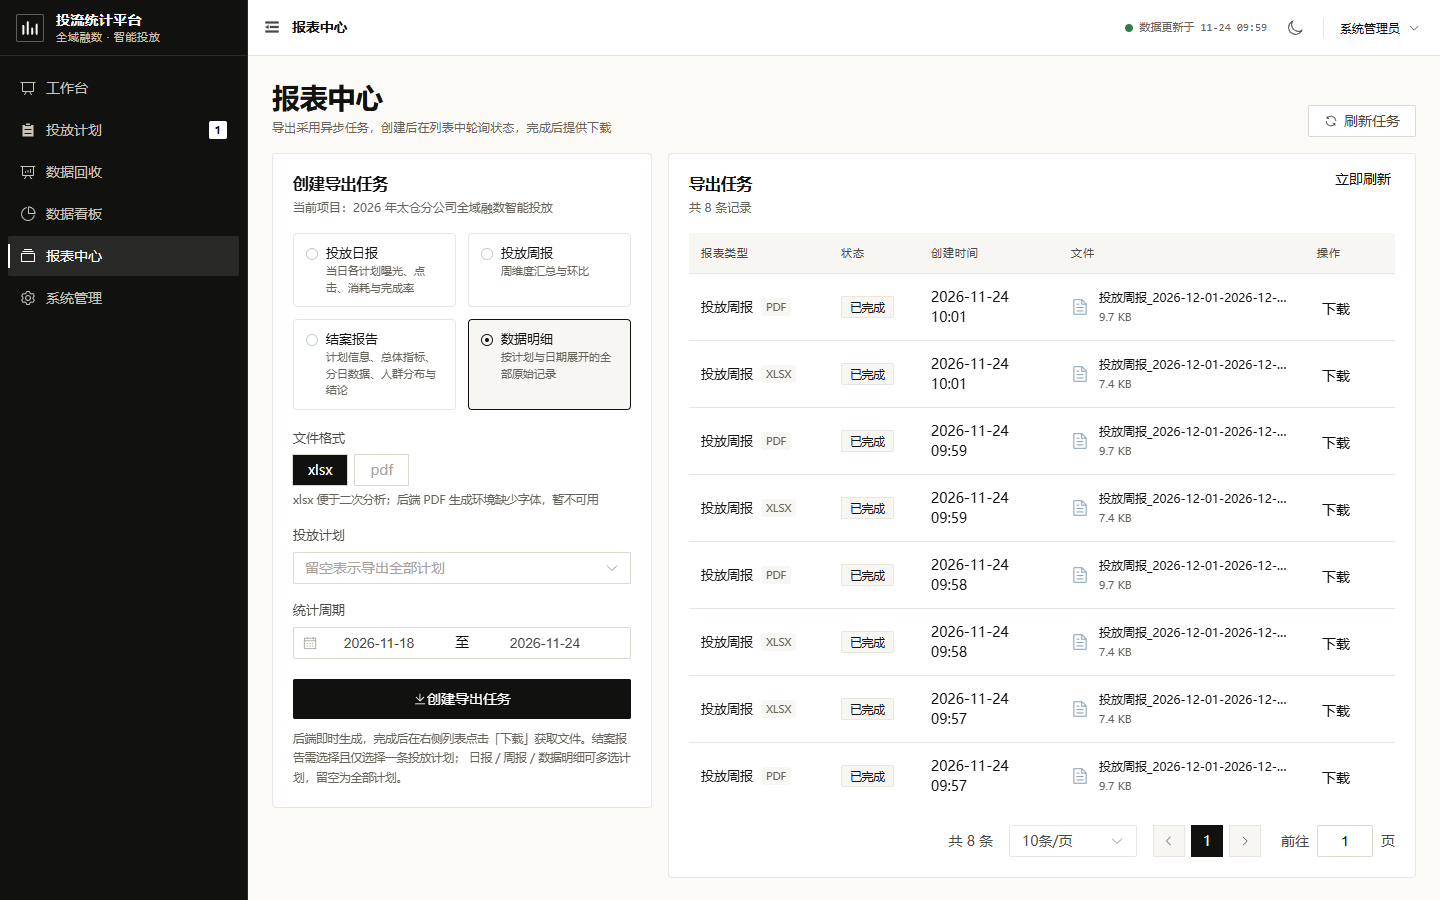 投流统计平台
全域融数 · 智能投放
工作台
投放计划 1
数据回收
数据看板
报表中心
系统管理
报表中心
数据更新于 11-24 09:59
系统管理员
报表中心
导出采用异步任务，创建后在列表中轮询状态，完成后提供下载
刷新任务
创建导出任务
当前项目：2026 年太仓分公司全域融数智能投放
投放日报
当日各计划曝光、点
击、消耗与完成率
投放周报
周维度汇总与环比
结案报告
计划信息、总体指标、
分日数据、人群分布与
结论
数据明细
按计划与日期展开的全
部原始记录
文件格式
xlsx pdf
xlsx 便于二次分析；后端 PDF 生成环境缺少字体，暂不可用
投放计划
留空表示导出全部计划
统计周期
2026-11-18 至 2026-11-24
创建导出任务
后端即时生成，完成后在右侧列表点击「下载」获取文件。结案报
告需选择且仅选择一条投放计划； 日报 / 周报 / 数据明细可多选计
划，留空为全部计划。
导出任务
共 8 条记录
立即刷新
报表类型 状态 创建时间 文件 操作
投放周报 PDF 已完成 2026-11-24 10:01 投放周报_2026-12-01-2026-12-... 9.7 KB 下载
投放周报 XLSX 已完成 2026-11-24 10:01 投放周报_2026-12-01-2026-12-... 7.4 KB 下载
投放周报 PDF 已完成 2026-11-24 09:59 投放周报_2026-12-01-2026-12-... 9.7 KB 下载
投放周报 XLSX 已完成 2026-11-24 09:59 投放周报_2026-12-01-2026-12-... 7.4 KB 下载
投放周报 PDF 已完成 2026-11-24 09:58 投放周报_2026-12-01-2026-12-... 9.7 KB 下载
投放周报 XLSX 已完成 2026-11-24 09:58 投放周报_2026-12-01-2026-12-... 7.4 KB 下载
投放周报 XLSX 已完成 2026-11-24 09:57 投放周报_2026-12-01-2026-12-... 7.4 KB 下载
投放周报 PDF 已完成 2026-11-24 09:57 投放周报_2026-12-01-2026-12-... 9.7 KB 下载
共 8 条 10条/页 1 前往 1 页